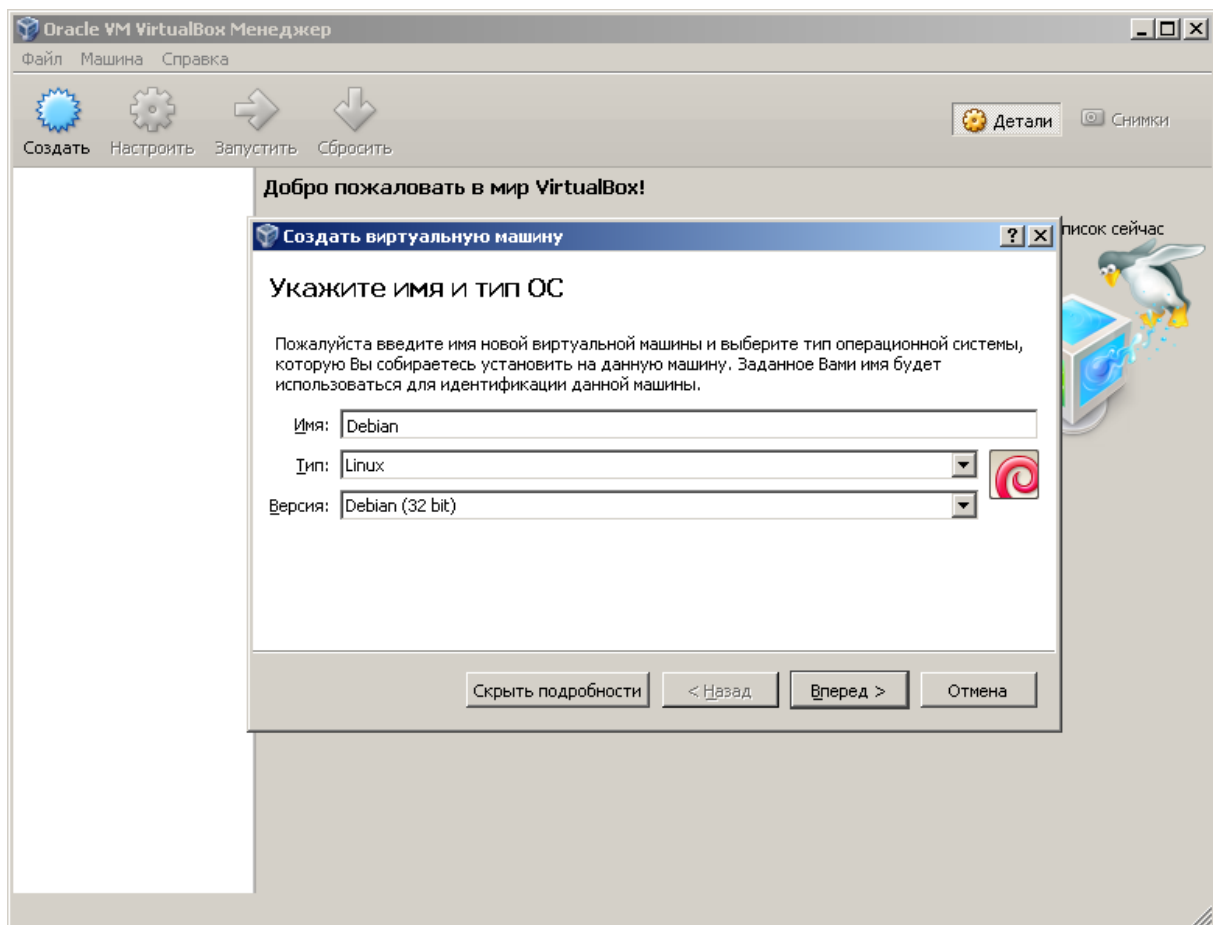 Oracle VM VirtualBox Менеджер
Файл Машина Справка
Создать Настроить Запустить Сбросить
Детали Снимки
Добро пожаловать в мир VirtualBox!
сейчас
Создать виртуальную машину
Укажите имя и тип ОС
Пожалуйста введите имя новой виртуальной машины и выберите тип операционной системы,
которую Вы собираетесь установить на данную машину. Заданное Вами имя будет
использоваться для идентификации данной машины.
Имя: Debian
Тип: Linux
Версия: Debian (32 bit)
Скрыть подробности < Назад Вперед > Отмена